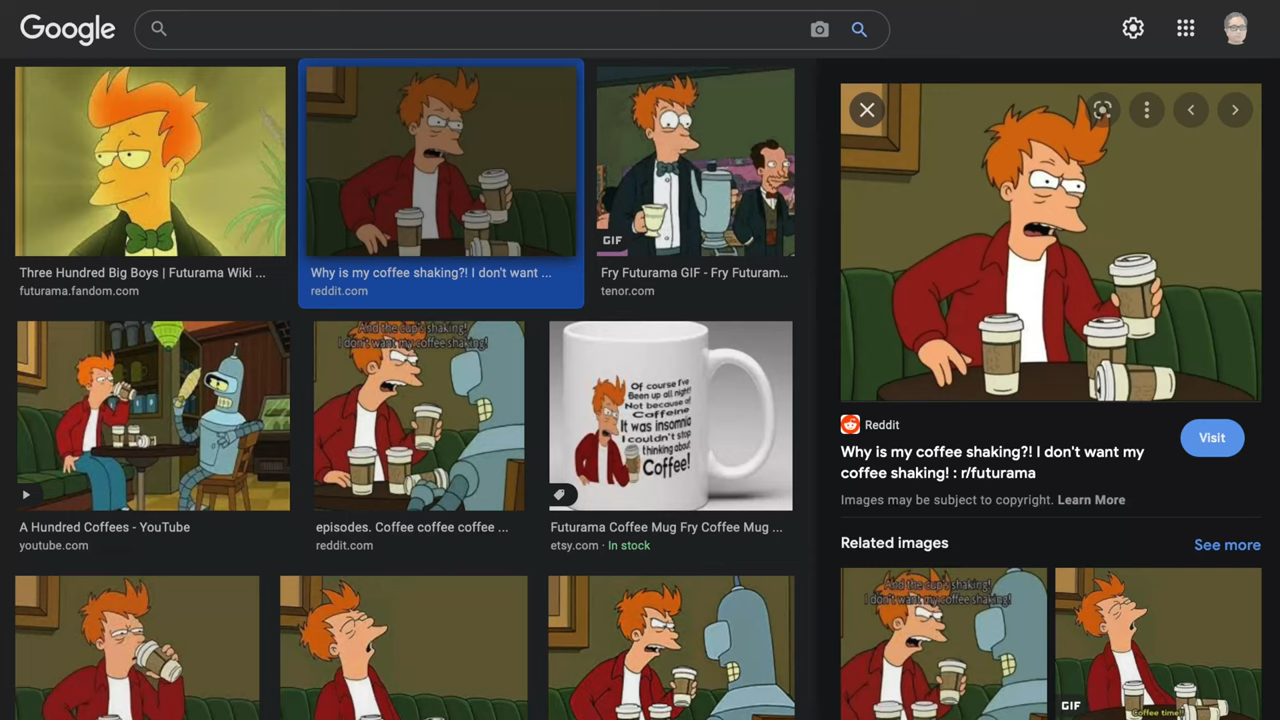 Google
GIF
Three Hundred Big Boys | Futurama Wiki ...
futurama.fandom.com
Why is my coffee shaking?! I don't want ...
reddit.com
Fry Futurama GIF - Fry Futuram...
tenor.com
And the cup's shaking!
I don't want my coffee shaking!
Of course I've
Been up all night
Not because of
Caffeine
It was insomnia
I couldn't stop
thinking about
Coffee!
A Hundred Coffees - YouTube
youtube.com
episodes. Coffee coffee coffee ...
reddit.com
Futurama Coffee Mug Fry Coffee Mug ...
etsy.com · In stock
Reddit
Why is my coffee shaking?! I don't want my
coffee shaking! : r/futurama
Visit
Images may be subject to copyright. Learn More
Related images
See more
And the cup's shaking!
I don't want my coffee shaking!
GIF
Coffee time!!